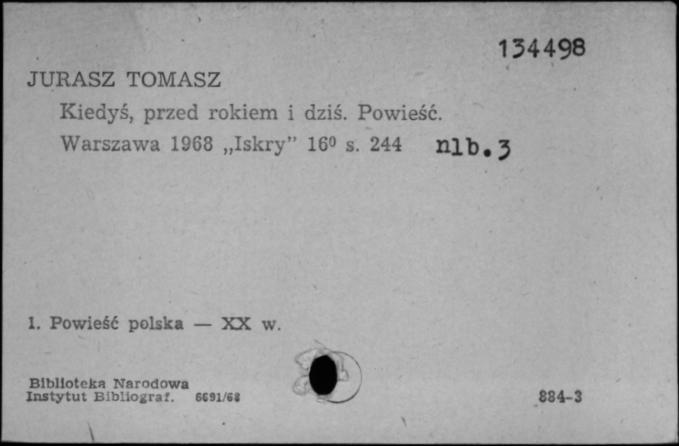 134498
JURASZ TOMASZ
Kiedyś, przed rokiem i dziś. Powieść.
Warszawa 1968 „Iskry” 16⁰ s. 244 nlb.3
1. Powieść polska — XX w.
Biblioteka Narodowa
Instytut Bibliograf. 6691/68
884-3